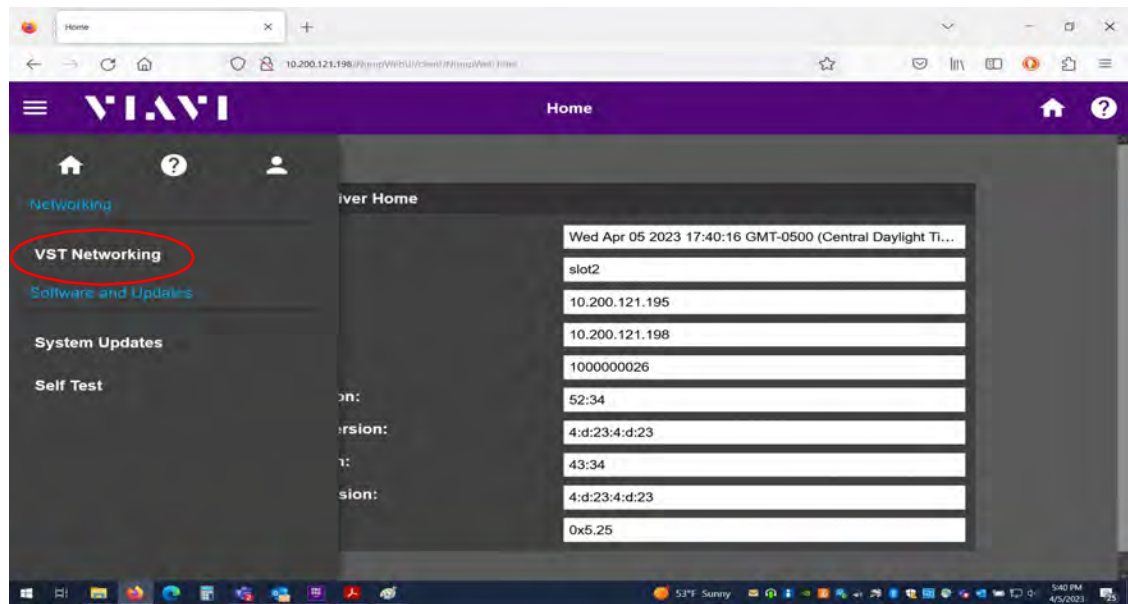 Home
10.200.121.198
VIAVI
Home
Networking
VST Networking
Software and Updates
System Updates
Self Test
iver Home
Wed Apr 05 2023 17:40:16 GMT-0500 (Central Daylight Ti...
slot2
10.200.121.195
10.200.121.198
1000000026
on:
52:34
ersion:
4:d:23:4:d:23
n:
43:34
sion:
4:d:23:4:d:23
0x5.25
53°F Sunny
5:40 PM
4/5/2023
25